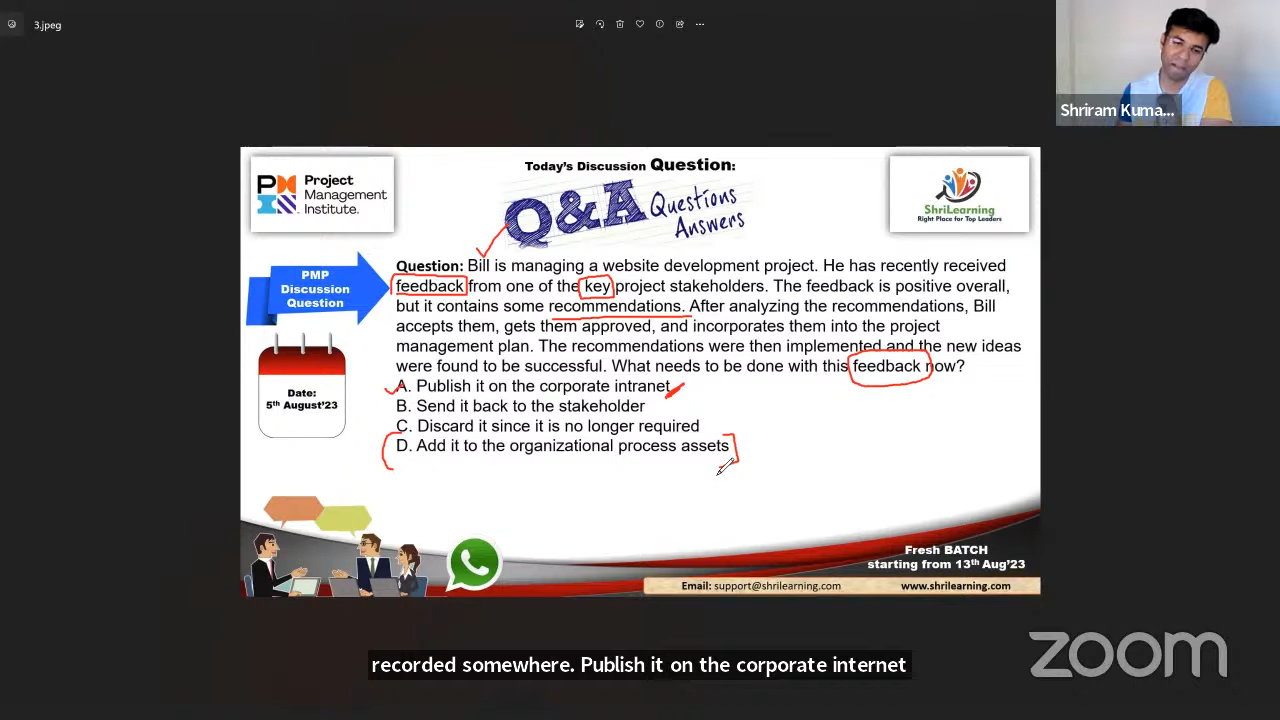 3.jpeg
Shriram Kuma...
Project
Management
Institute.
Today's Discussion Question:
Q&A Questions
Answers
ShriLearning
Right Place for Top Leaders
PMP
Discussion
Question
Date:
5th August'23
Question: Bill is managing a website development project. He has recently received
feedback from one of the key project stakeholders. The feedback is positive overall,
but it contains some recommendations. After analyzing the recommendations, Bill
accepts them, gets them approved, and incorporates them into the project
management plan. The recommendations were then implemented and the new ideas
were found to be successful. What needs to be done with this feedback now?
A. Publish it on the corporate intranet
B. Send it back to the stakeholder
C. Discard it since it is no longer required
D. Add it to the organizational process assets
Fresh BATCH
starting from 13th Aug'23
Email: support@shrilearning.com www.shrilearning.com
recorded somewhere. Publish it on the corporate internet
zoom